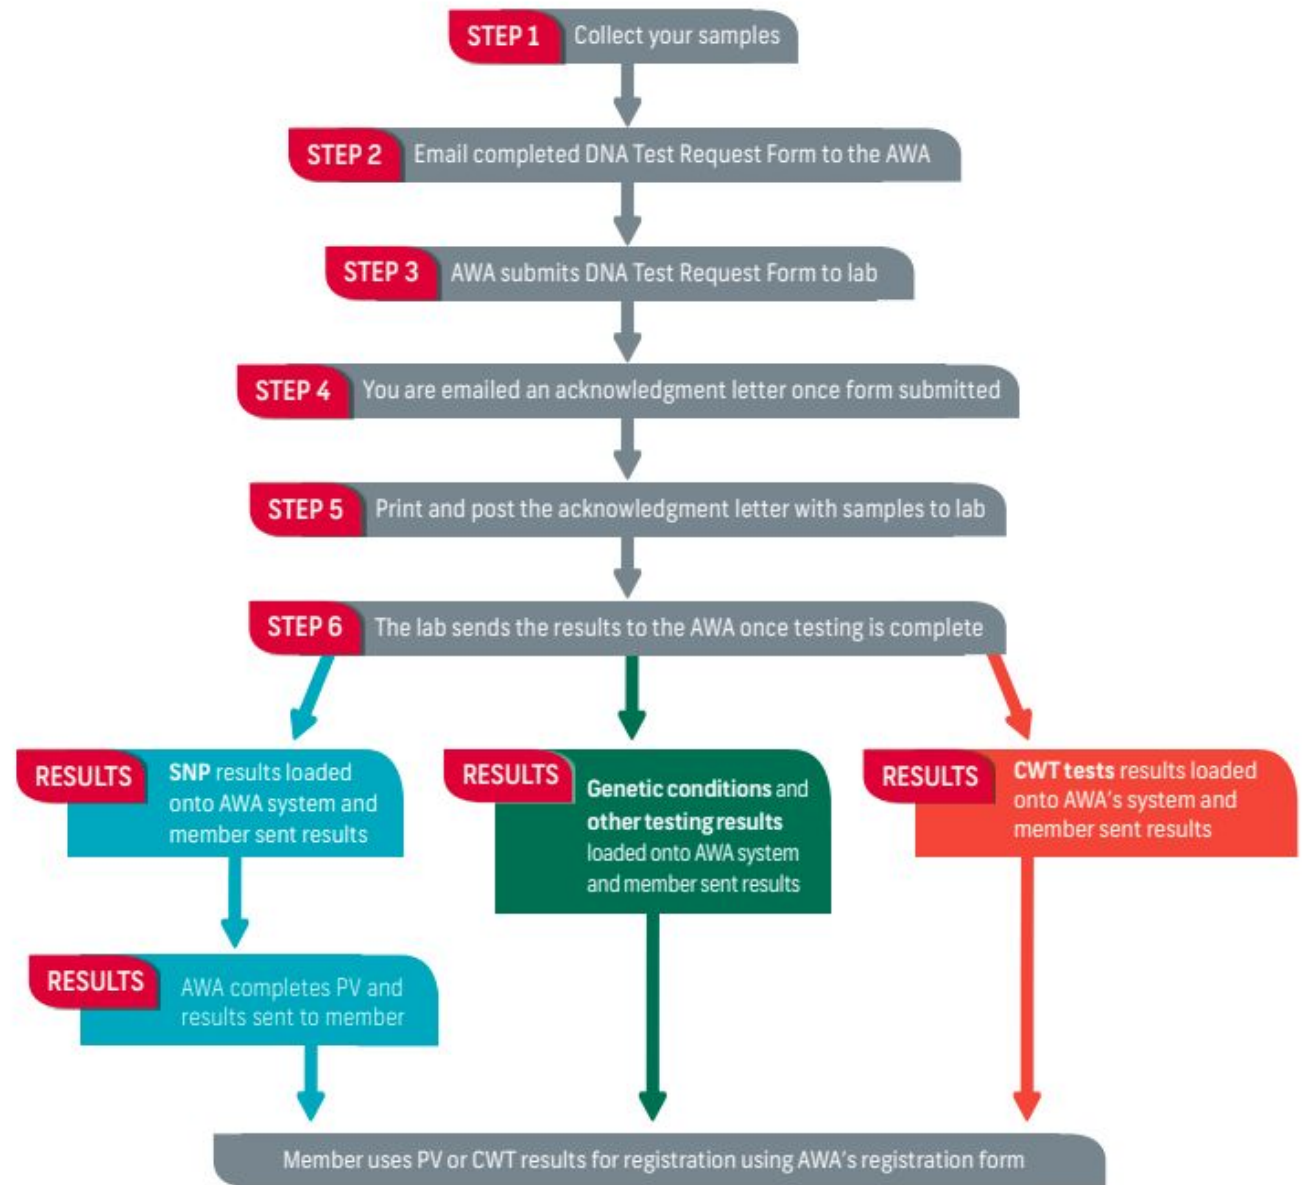 STEP 1 Collect your samples
STEP 2 Email completed DNA Test Request Form to the AWA
STEP 3 AWA submits DNA Test Request Form to lab
STEP 4 You are emailed an acknowledgment letter once form submitted
STEP 5 Print and post the acknowledgment letter with samples to lab
STEP 6 The lab sends the results to the AWA once testing is complete
RESULTS
SNP results loaded
onto AWA system and
member sent results
RESULTS
Genetic conditions and
other testing results
loaded onto AWA system
and member sent results
RESULTS
CWT tests results loaded
onto AWA's system and
member sent results
RESULTS
AWA completes PV and
results sent to member
Member uses PV or CWT results for registration using AWA's registration form